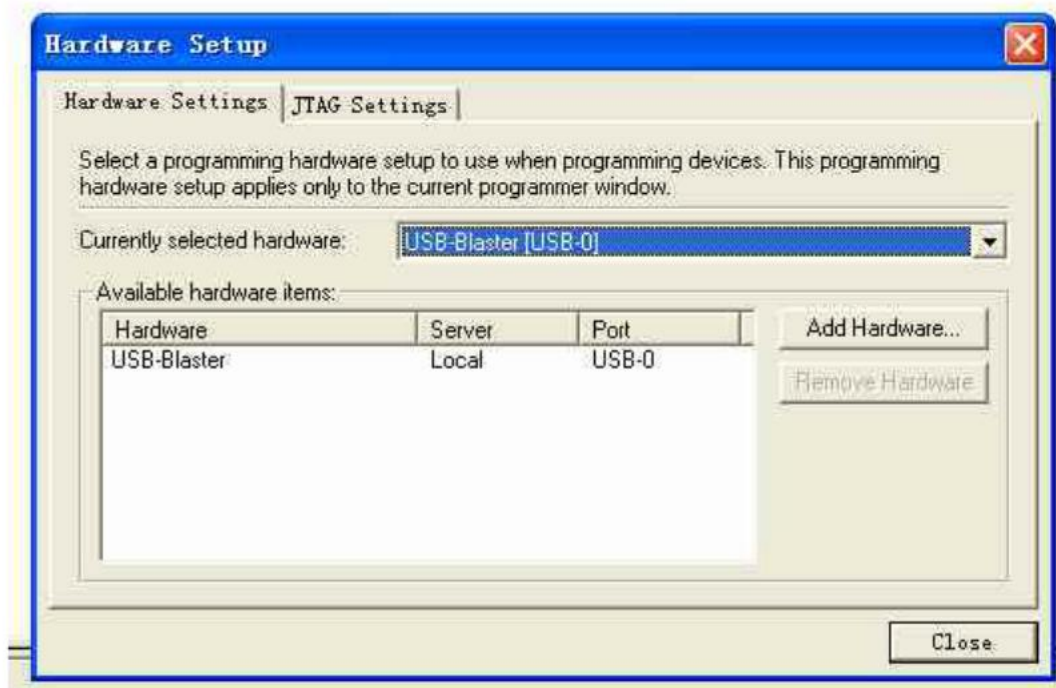 Hardware Setup
Hardware Settings JTAG Settings
Select a programming hardware setup to use when programming devices. This programming
hardware setup applies only to the current programmer window.
Currently selected hardware: USB-Blaster [USB-0]
Available hardware items:
Hardware Server Port Add Hardware...
USB-Blaster Local USB-0
Remove Hardware
Close